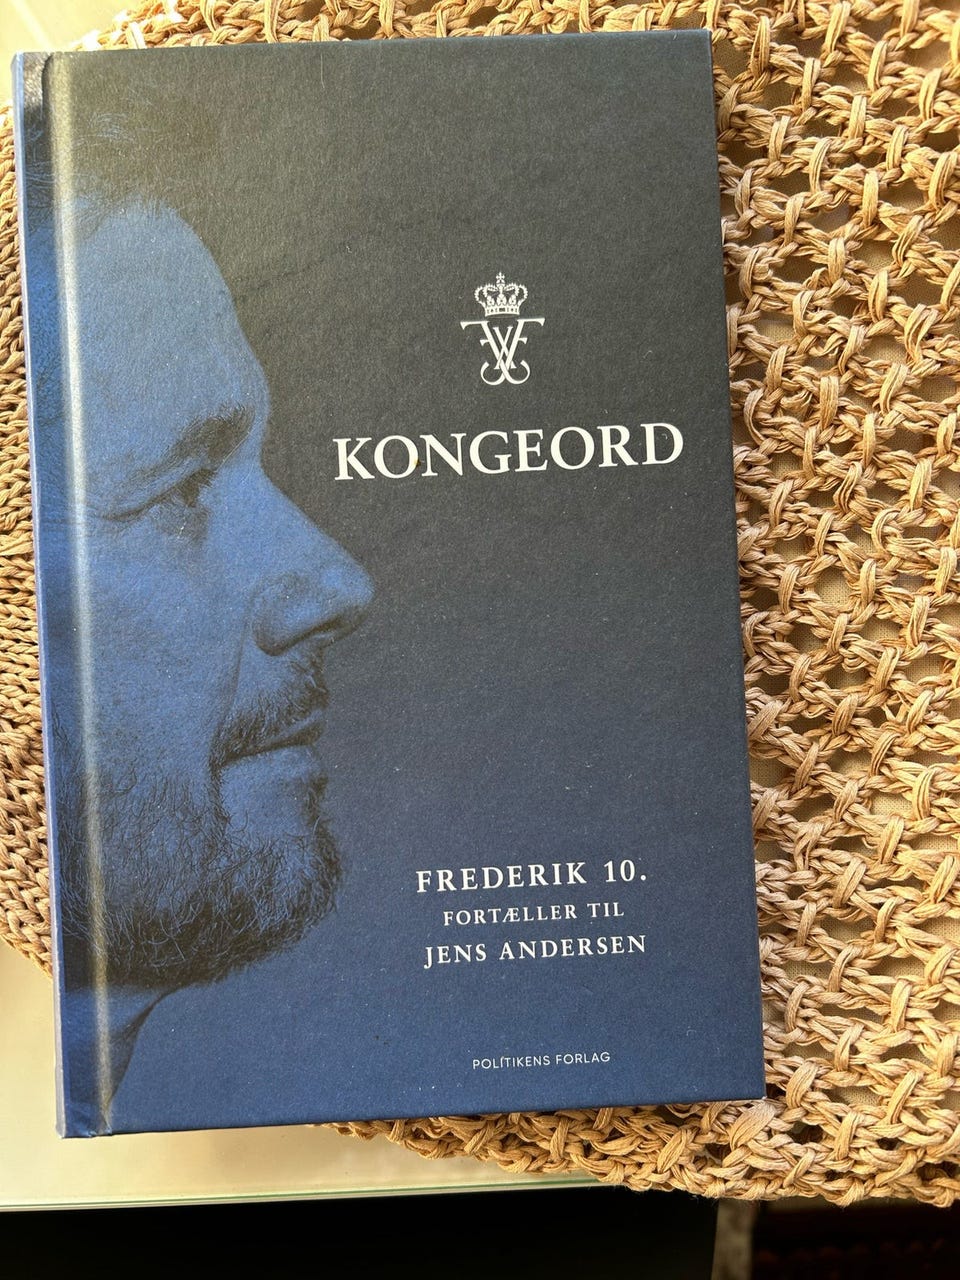 KONGEORD
FREDERIK 10.
FORTÆLLER TIL
JENS ANDERSEN
POLITIKENS FORLAG